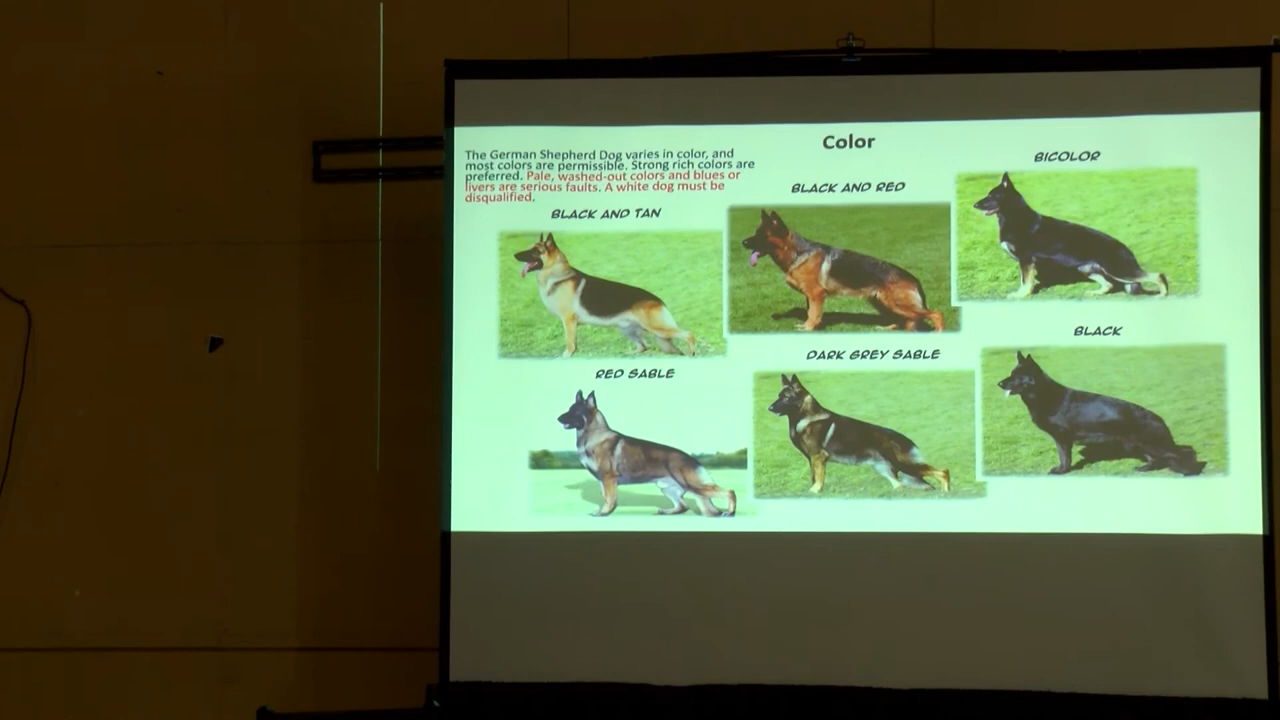 Color
The German Shepherd Dog varies in color, and
most colors are permissible. Strong rich colors are
preferred. Pale, washed-out colors and blues or
livers are serious faults. A white dog must be
disqualified.
BLACK AND TAN
BLACK AND RED
BICOLOR
RED SABLE
DARK GREY SABLE
BLACK